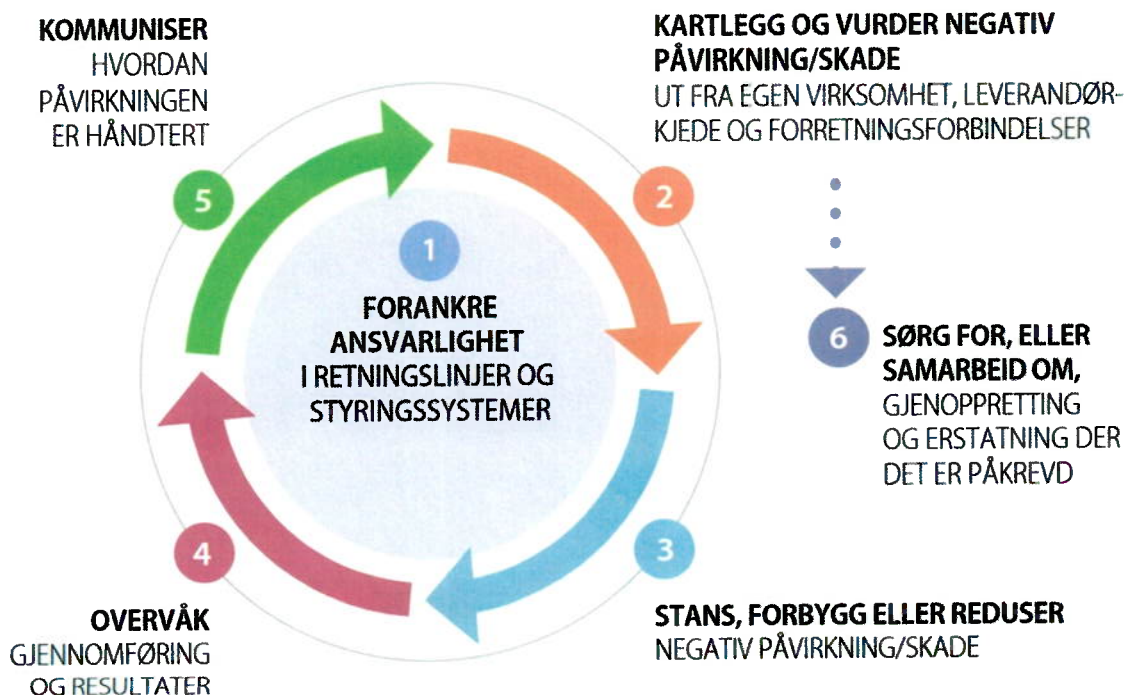 KOMMUNISER
HVORDAN
PÅVIRKNINGEN
ER HÅNDTERT
5
KARTLEGG OG VURDER NEGATIV
PÅVIRKNING/SKADE
UT FRA EGEN VIRKSOMHET, LEVERANDØR-
KJEDE OG FORRETNINGSFORBINDELSER
2
1
FORANKRE
ANSVARLIGHET
I RETNINGSLINJER OG
STYRINGSSYSTEMER
6
SØRG FOR, ELLER
SAMARBEID OM,
GJENOPPRETTING
OG ERSTATNING DER
DET ER PÅKREVD
4
OVERVÅK
GJENNOMFØRING
OG RESULTATER
3
STANS, FORBYGG ELLER REDUSER
NEGATIV PÅVIRKNING/SKADE